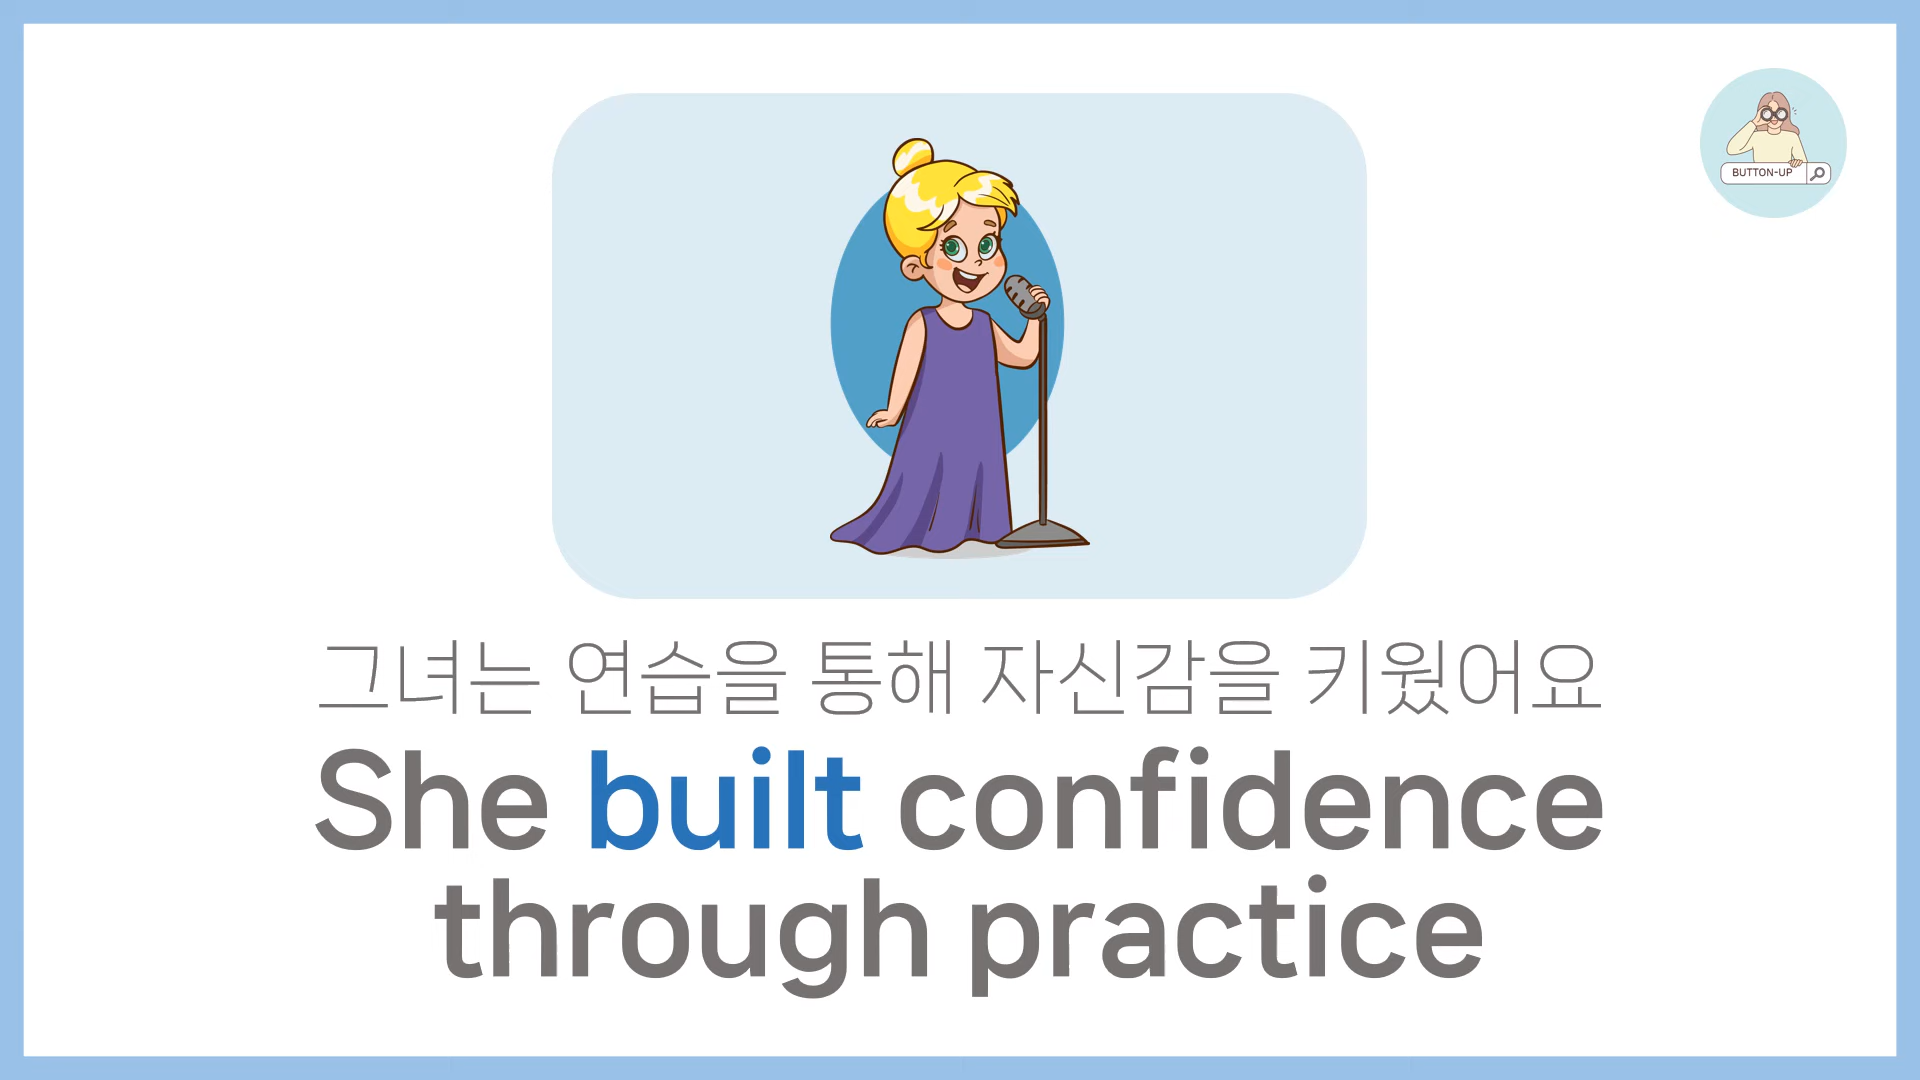 BUTTON-UP
그녀는 연습을 통해 자신감을 키웠어요
She built confidence
through practice